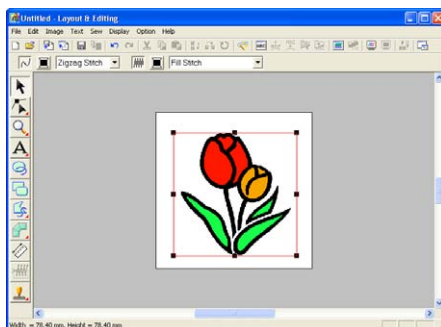 Untitled - Layout & Editing
File Edit Image Text Sew Display Option Help
Zigzag Stitch Fill Stitch
A
Width = 78.40 mm, Height = 78.40 mm